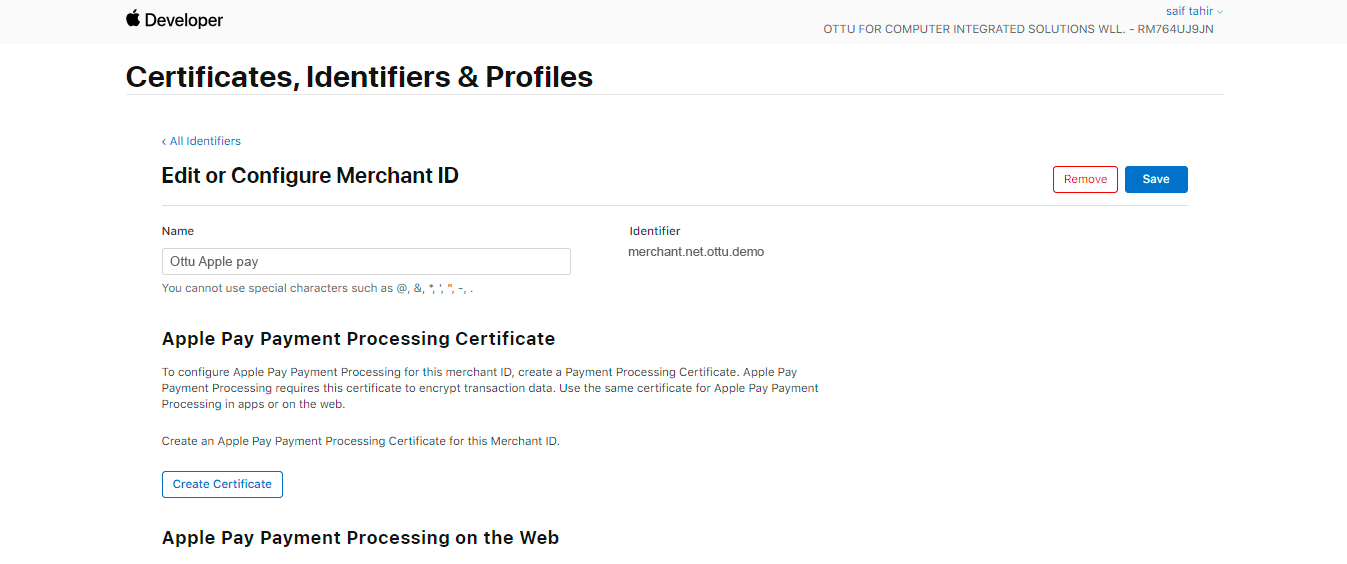 Developer
saif tahir
OTTU FOR COMPUTER INTEGRATED SOLUTIONS WLL. - RM764UJ9JN
Certificates, Identifiers & Profiles
‹ All Identifiers
Edit or Configure Merchant ID
Remove
Save
Name
Identifier
Ottu Apple pay
merchant.net.ottu.demo
You cannot use special characters such as @, &, *, ', ", -, .
Apple Pay Payment Processing Certificate
To configure Apple Pay Payment Processing for this merchant ID, create a Payment Processing Certificate. Apple Pay
Payment Processing requires this certificate to encrypt transaction data. Use the same certificate for Apple Pay Payment
Processing in apps or on the web.
Create an Apple Pay Payment Processing Certificate for this Merchant ID.
Create Certificate
Apple Pay Payment Processing on the Web